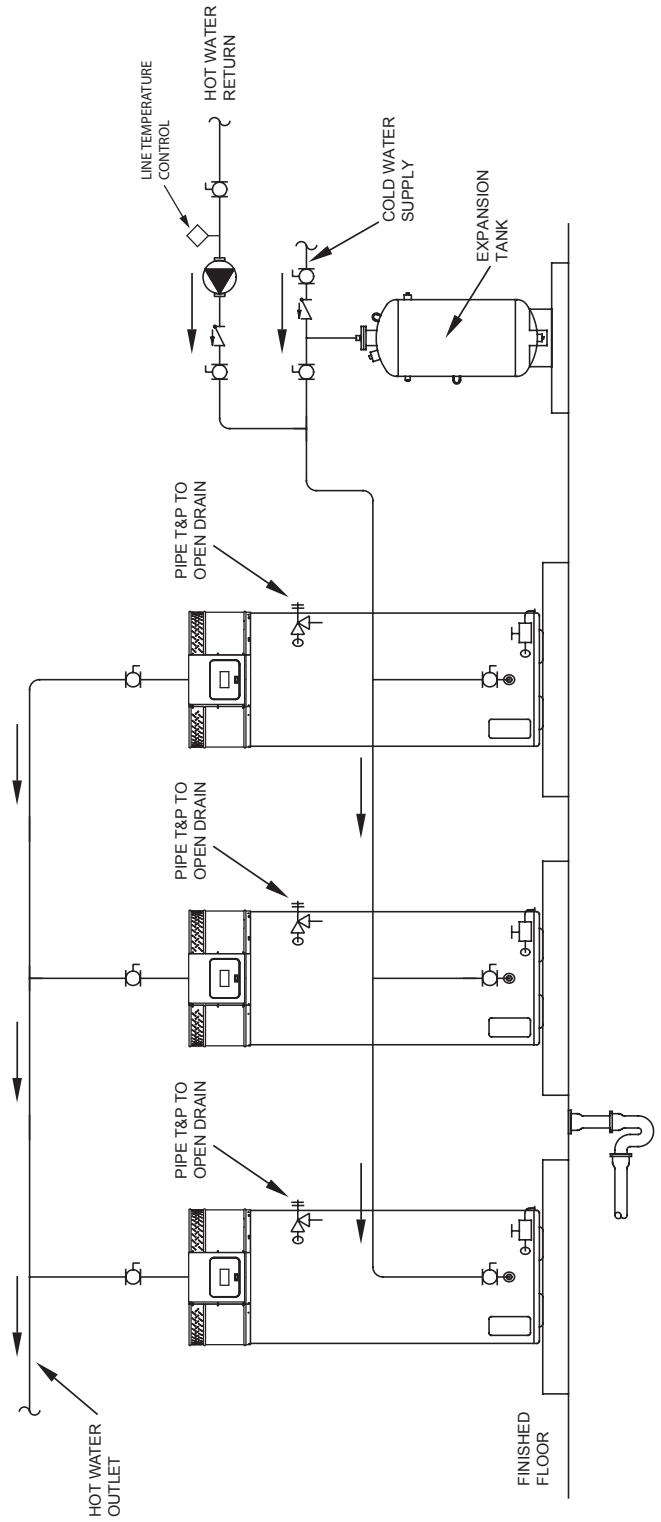 LINE TEMPERATURE
CONTROL
HOT WATER
RETURN
COLD WATER
SUPPLY
EXPANSION
TANK
PIPE T&P TO
OPEN DRAIN
PIPE T&P TO
OPEN DRAIN
PIPE T&P TO
OPEN DRAIN
HOT WATER
OUTLET
FINISHED
FLOOR